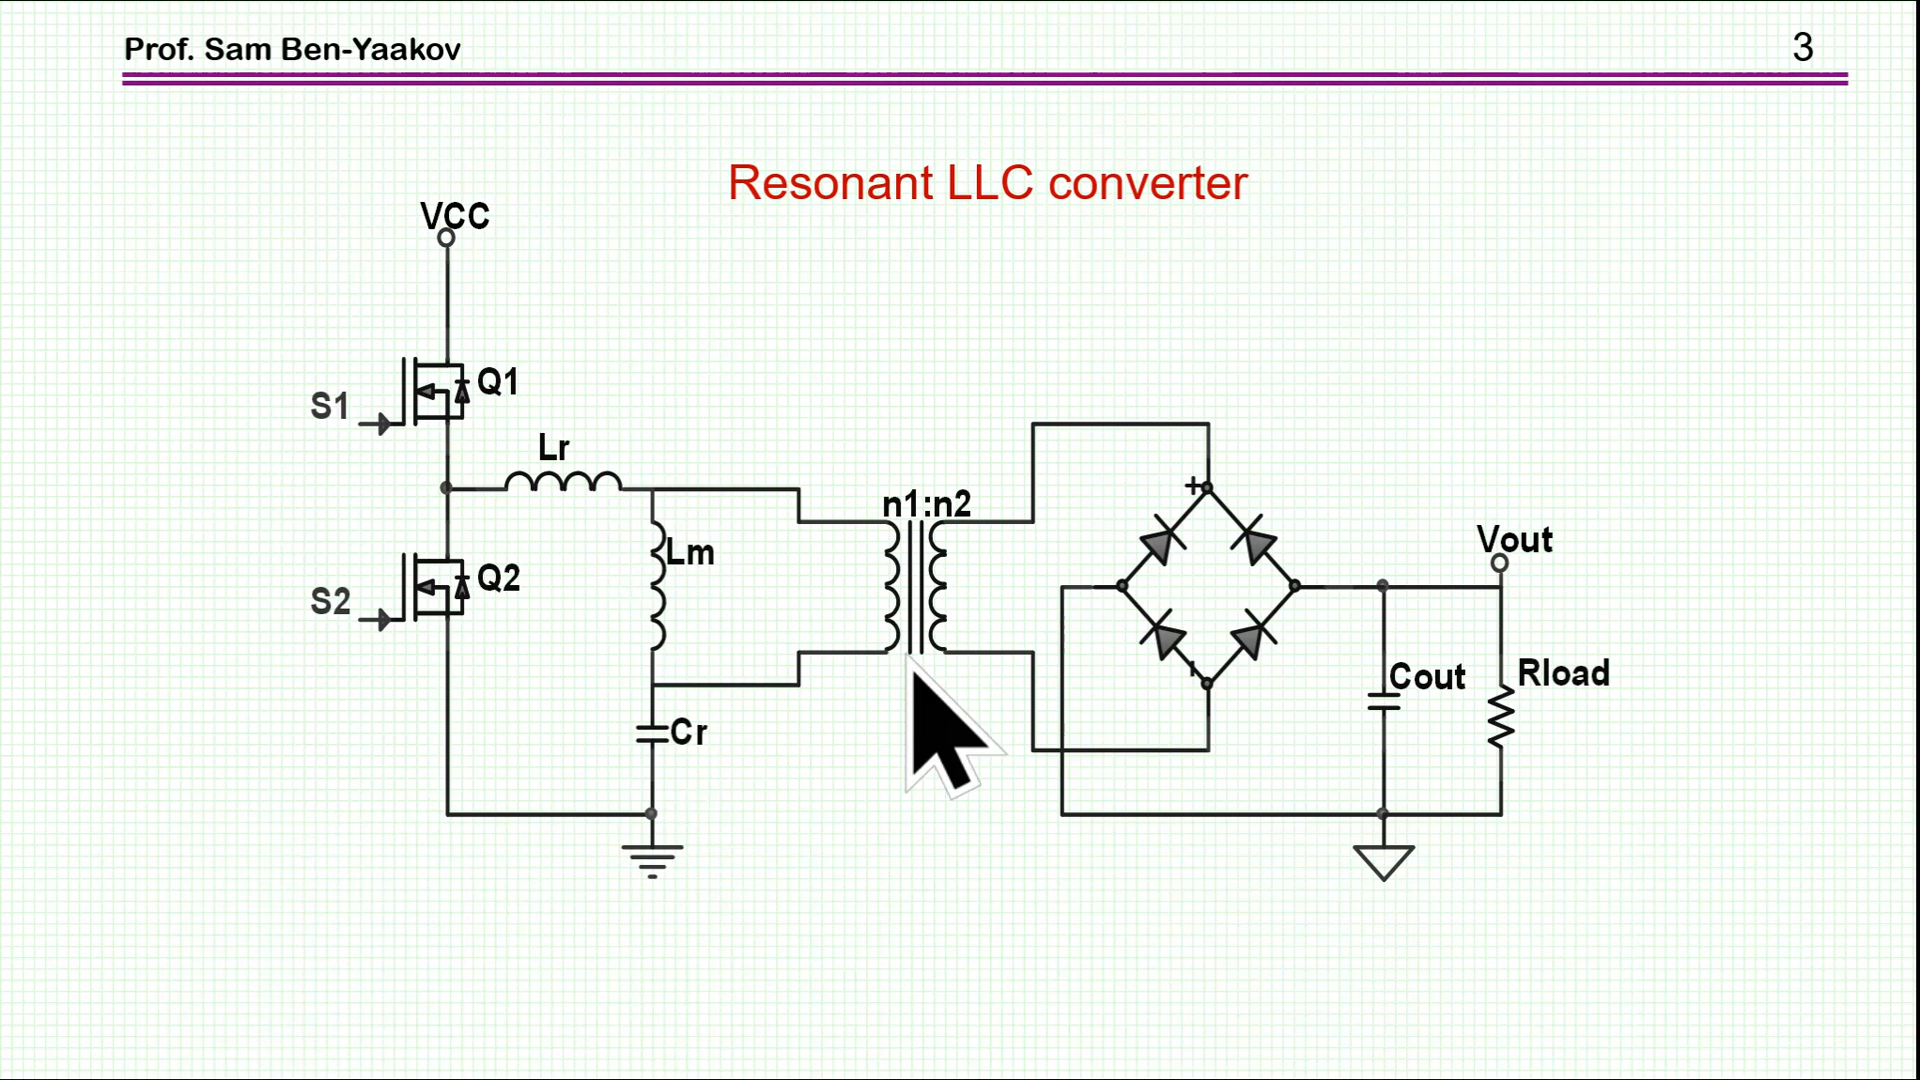 Prof. Sam Ben-Yaakov
3
Resonant LLC converter
VCC
S1
Q1
Lr
n1:n2
+
Vout
S2
Q2
Lm
Cr
Cout
Rload